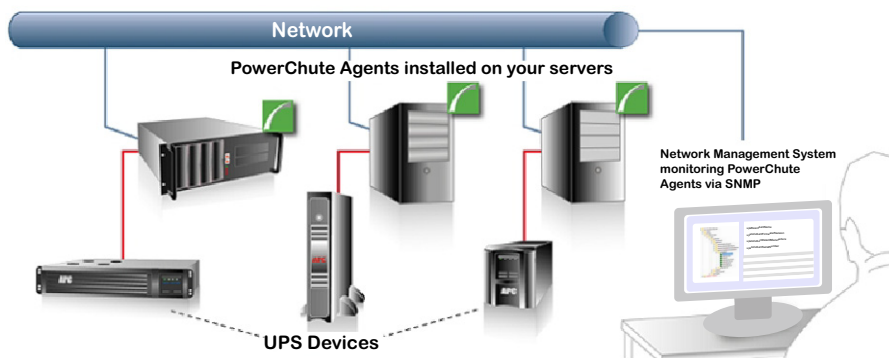 Network
PowerChute Agents installed on your servers
Network Management System
monitoring PowerChute
Agents via SNMP
APC
APC
APC
UPS Devices